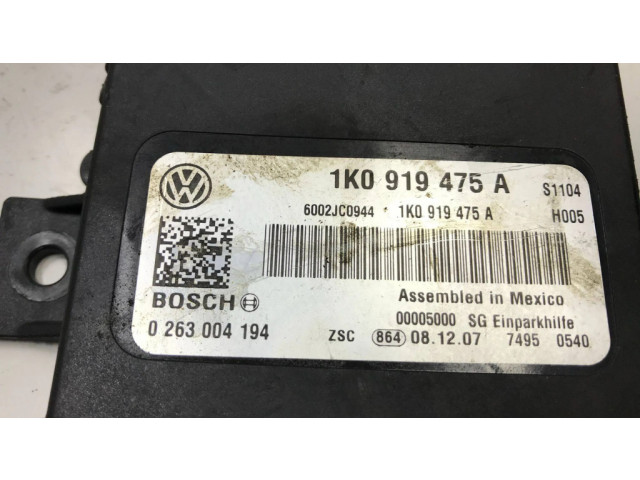 1K0 919 475 A S1104
6002JC0944 1K0 919 475 A H005
BOSCH Assembled in Mexico
00005000 SG Einparkhilfe
0 263 004 194 ZSC 864 08.12.07 7495 0540